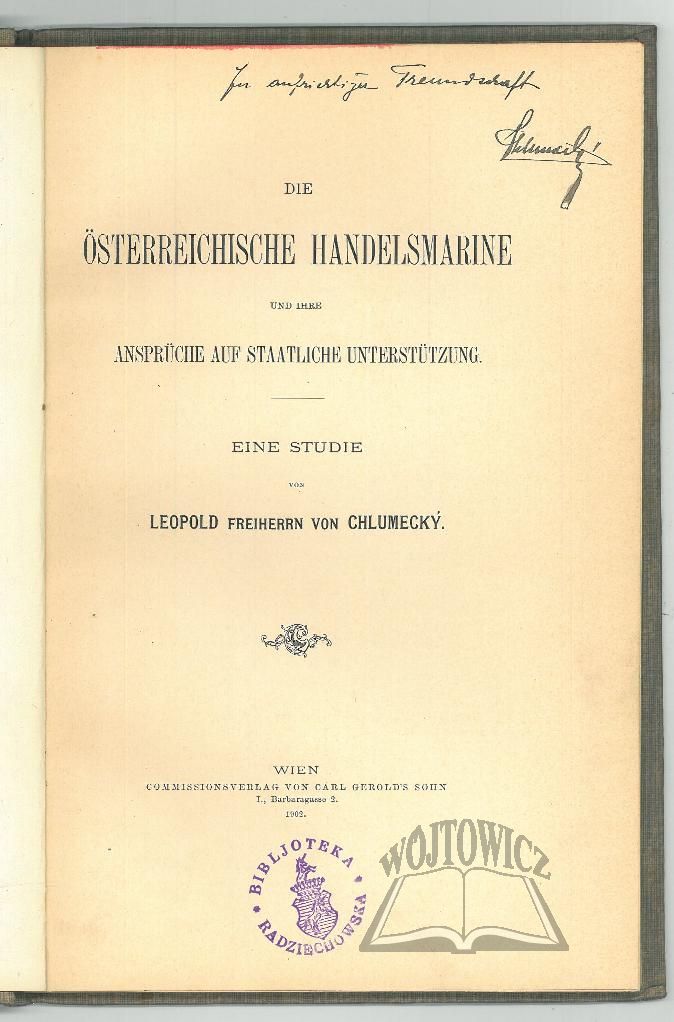 In aufrichtiger Freundschaft
Chlumecký
DIE
ÖSTERREICHISCHE HANDELSMARINE
UND IHRE
ANSPRÜCHE AUF STAATLICHE UNTERSTÜTZUNG.
EINE STUDIE
VON
LEOPOLD FREIHERRN VON CHLUMECKÝ.
WIEN
COMMISSIONSVERLAG VON CARL GEROLD'S SOHN
I., Barbaragasse 2.
1902.
BIBLJOTEKA
RADZIECHOWSKA
WÓJTOWICZ